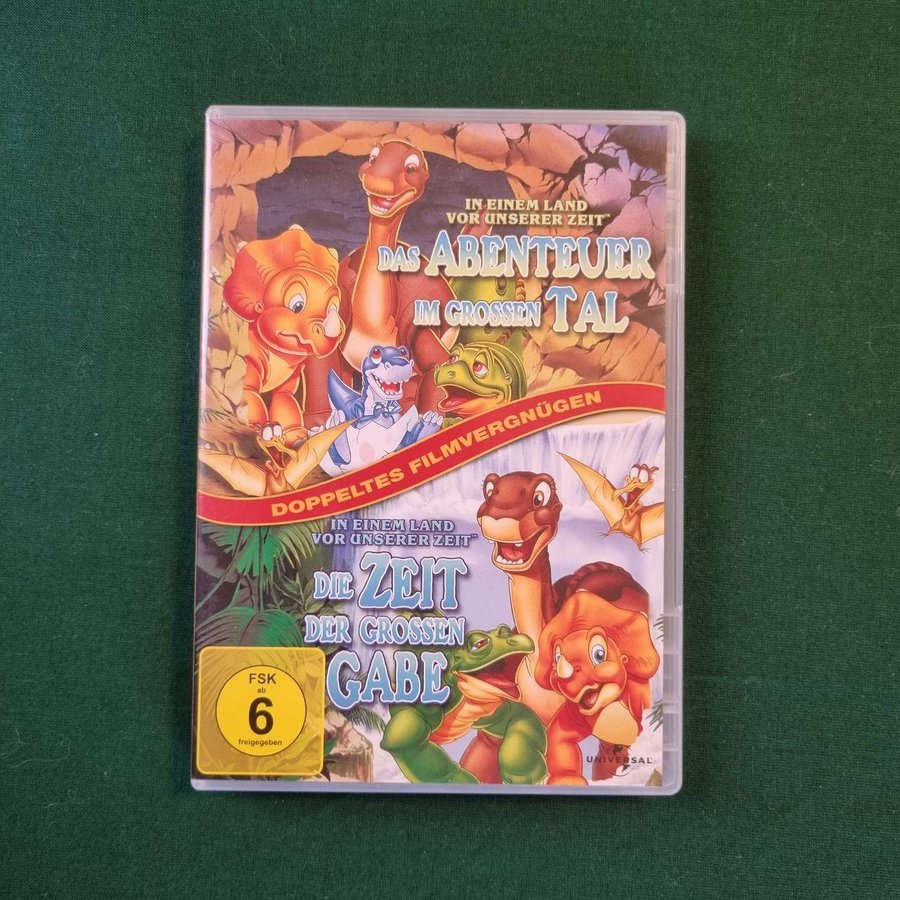 IN EINEM LAND
VOR UNSERER ZEIT™
DAS ABENTEUER
IM GROSSEN TAL
DOPPELTES FILMVERGNÜGEN
IN EINEM LAND
VOR UNSERER ZEIT™
DIE ZEIT
DER GROSSEN
GABE
FSK
ab
6
freigegeben
UNIVERSAL